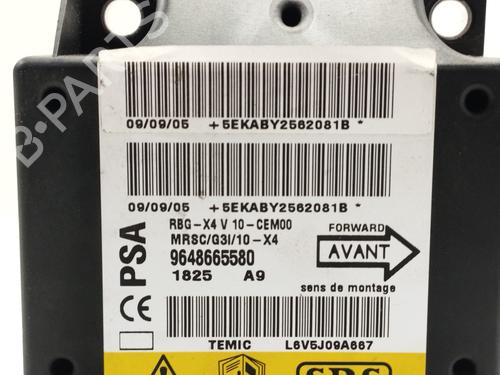 09/09/05 +5EKABY2562081B *
09/09/05 +5EKABY2562081B *
PSA
RBG-X4 V 10-CEM00
MRSC/G3I/10-X4
9648665580
1825 A9
FORWARD
AVANT
sens de montage
CE
TEMIC L6V5J09A667
SRS
B-PARTS